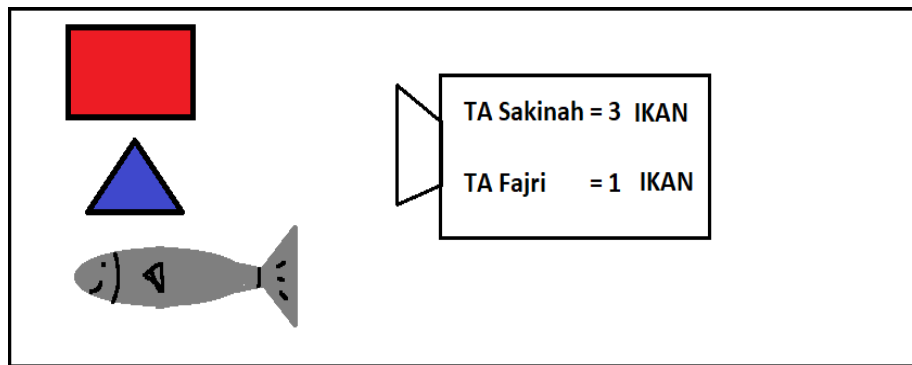 TA Sakinah = 3 IKAN
TA Fajri = 1 IKAN